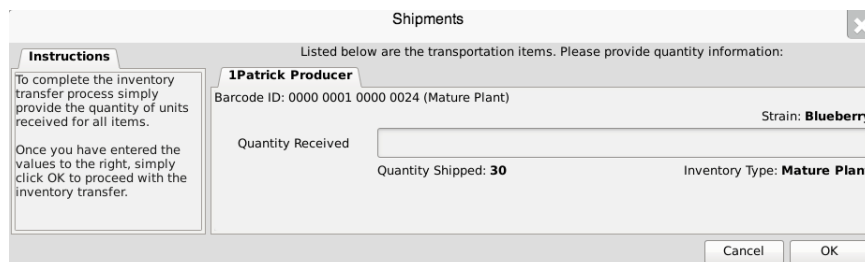 Shipments
Instructions
To complete the inventory
transfer process simply
provide the quantity of units
received for all items.
Once you have entered the
values to the right, simply
click OK to proceed with the
inventory transfer.
Listed below are the transportation items. Please provide quantity information:
1Patrick Producer
Barcode ID: 0000 0001 0000 0024 (Mature Plant)
Strain: Blueberry
Quantity Received
Quantity Shipped: 30 Inventory Type: Mature Plan
Cancel OK